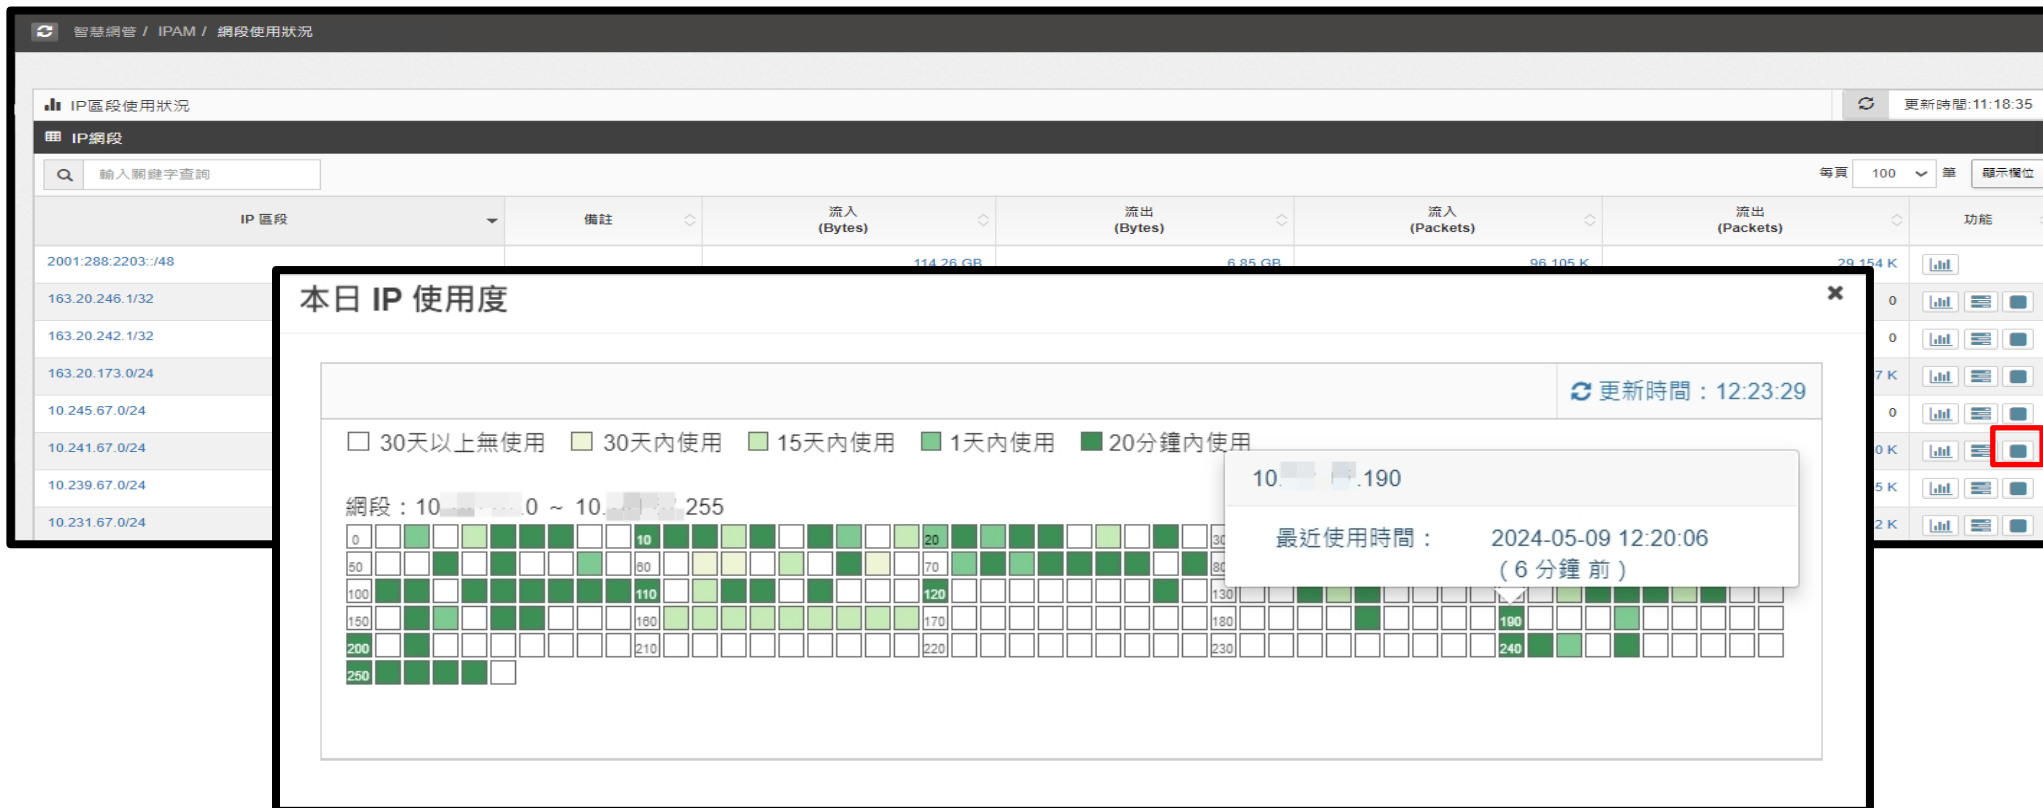 智慧網管 / IPAM / 網段使用狀況
IP區段使用狀況
更新時間:11:18:35
IP網段
輸入關鍵字查詢
每頁 100 筆 顯示欄位
IP 區段 備註 流入 (Bytes) 流出 (Bytes) 流入 (Packets) 流出 (Packets) 功能
2001:288:2203::/48 114.26 GB 6.85 GB 96,105 K 29,154 K
163.20.246.1/32 0
163.20.242.1/32 0
163.20.173.0/24 7 K
10.245.67.0/24 0
10.241.67.0/24 0 K
10.239.67.0/24 5 K
10.231.67.0/24 2 K
本日 IP 使用度
更新時間：12:23:29
30天以上無使用 30天內使用 15天內使用 1天內使用 20分鐘內使用
網段：10 .0 ~ 10. 255
10. .190
最近使用時間： 2024-05-09 12:20:06
( 6 分鐘 前 )
0 10 20
50 60 70
100 110 120 130
150 160 170 180 190
200 210 220 230 240
250